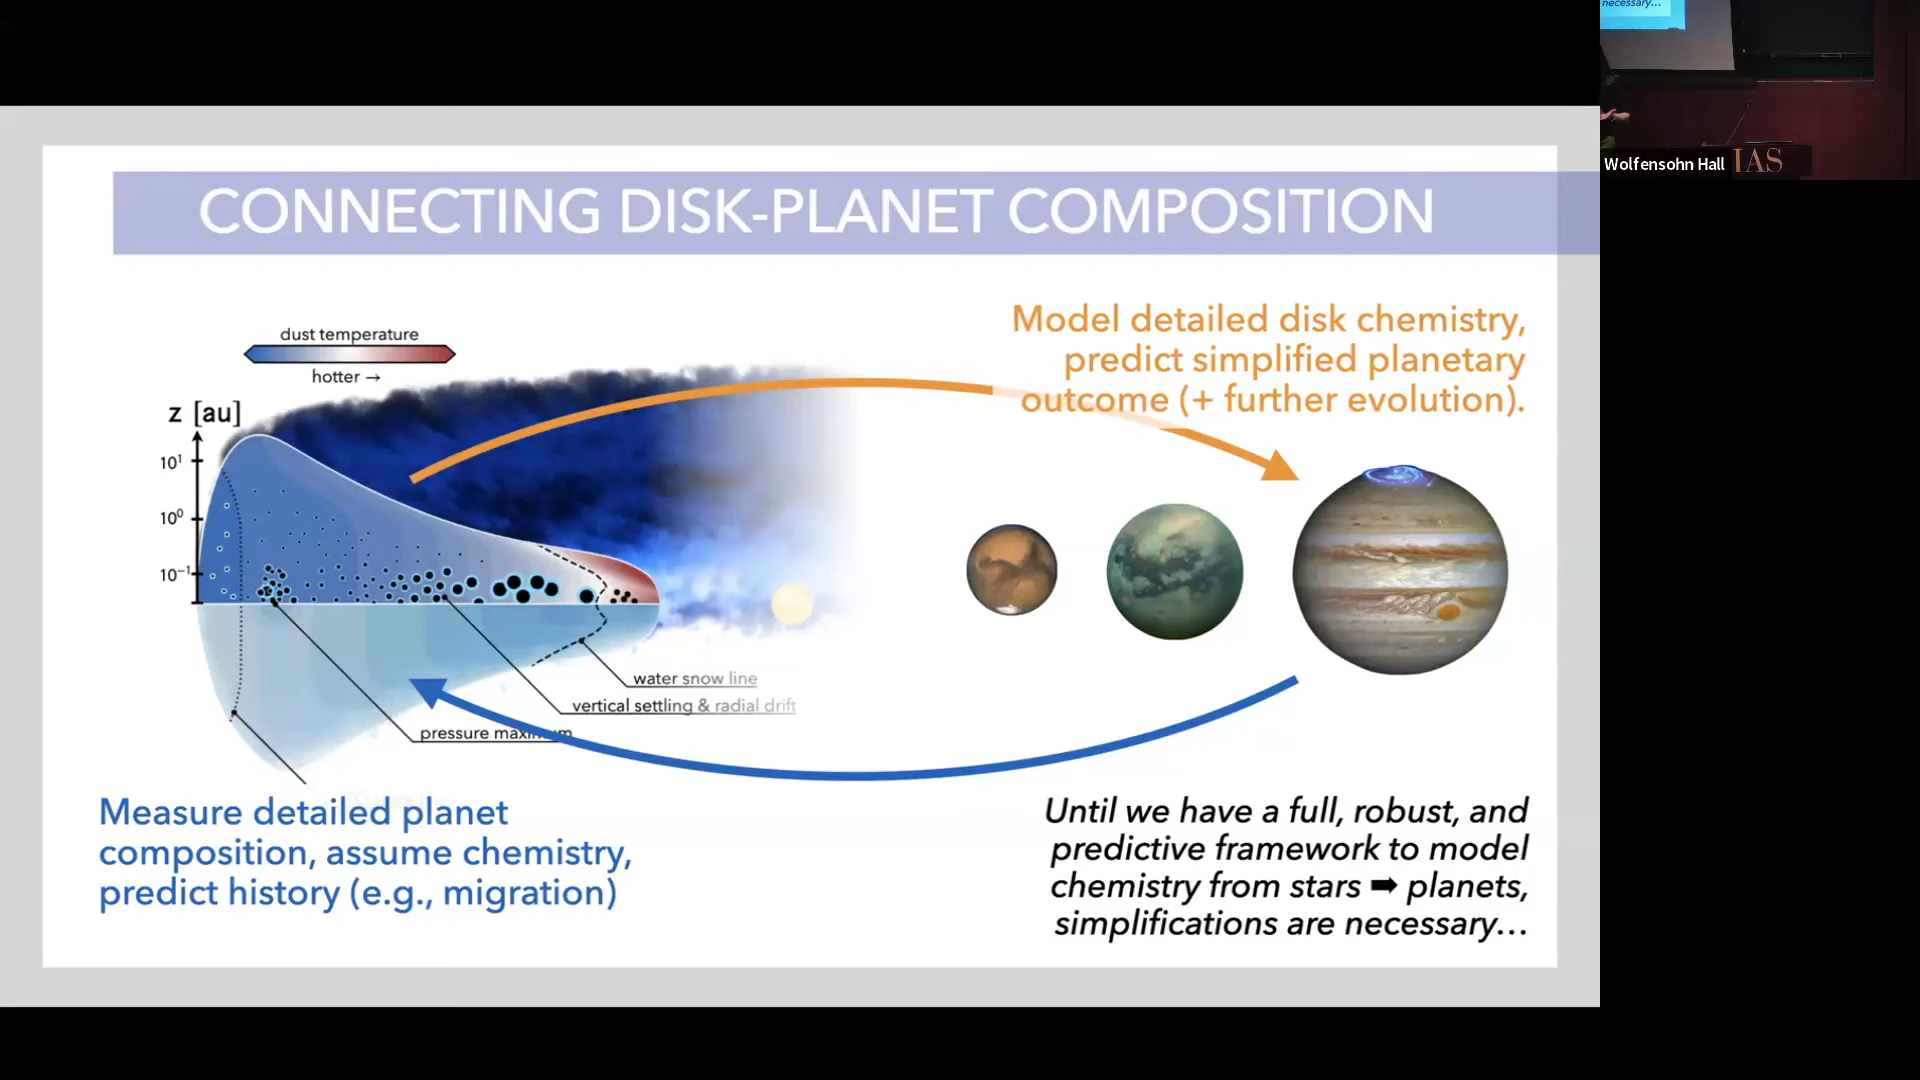 necessary...
Wolfensohn Hall
IAS
CONNECTING DISK-PLANET COMPOSITION
Model detailed disk chemistry,
predict simplified planetary
outcome (+ further evolution).
dust temperature
hotter →
z [au]
10¹
10⁰
10⁻¹
water snow line
vertical settling & radial drift
pressure maximum
Measure detailed planet
composition, assume chemistry,
predict history (e.g., migration)
Until we have a full, robust, and
predictive framework to model
chemistry from stars ➡ planets,
simplifications are necessary...